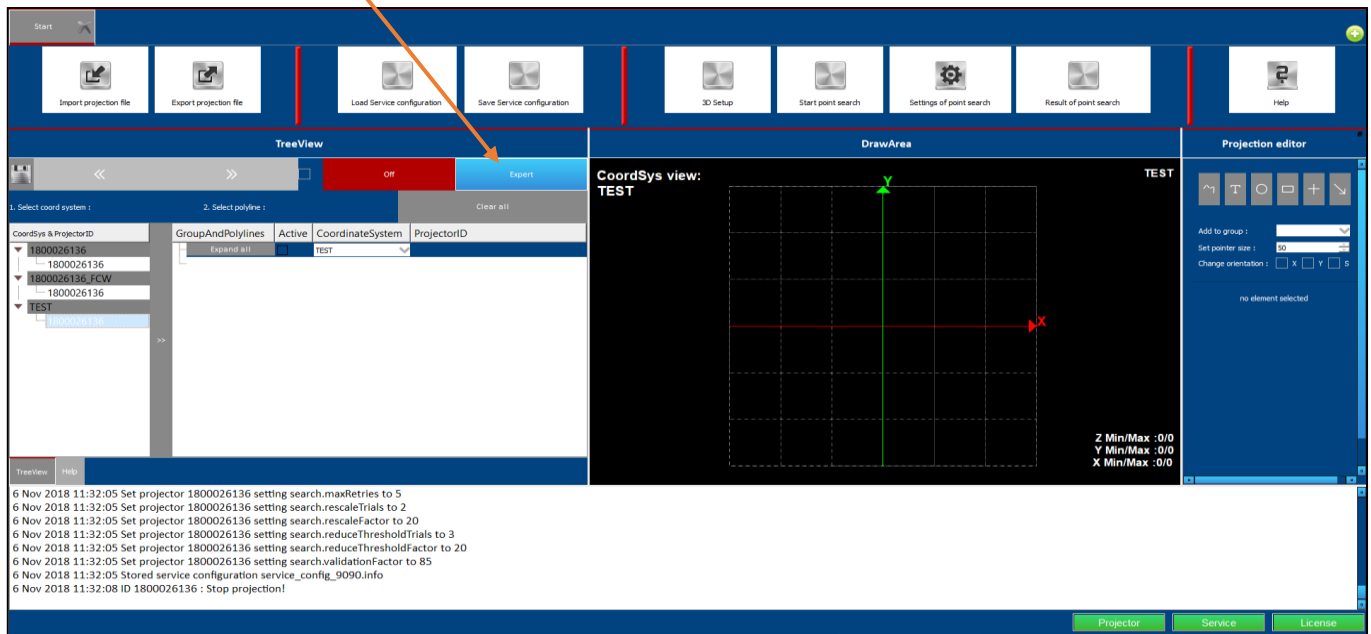 Start
Import projection file
Export projection file
Load Service configuration
Save Service configuration
3D Setup
Start point search
Settings of point search
Result of point search
Help
TreeView
DrawArea
Projection editor
Off
Expert
1. Select coord system :
2. Select polyline :
Clear all
CoordSys & ProjectorID
GroupAndPolylines
Active
CoordinateSystem
ProjectorID
1800026136
1800026136
1800026136_FCW
1800026136
TEST
1800026136
>>
Expand all
TEST
CoordSys view:
TEST
TEST
Y
X
Z Min/Max :0/0
Y Min/Max :0/0
X Min/Max :0/0
T
Add to group :
Set pointer size : 50
Change orientation : X Y S
no element selected
TreeView
Help
6 Nov 2018 11:32:05 Set projector 1800026136 setting search.maxRetries to 5
6 Nov 2018 11:32:05 Set projector 1800026136 setting search.rescaleTrials to 2
6 Nov 2018 11:32:05 Set projector 1800026136 setting search.rescaleFactor to 20
6 Nov 2018 11:32:05 Set projector 1800026136 setting search.reduceThresholdTrials to 3
6 Nov 2018 11:32:05 Set projector 1800026136 setting search.reduceThresholdFactor to 20
6 Nov 2018 11:32:05 Set projector 1800026136 setting search.validationFactor to 85
6 Nov 2018 11:32:05 Stored service configuration service_config_9090.info
6 Nov 2018 11:32:08 ID 1800026136 : Stop projection!
Projector
Service
License